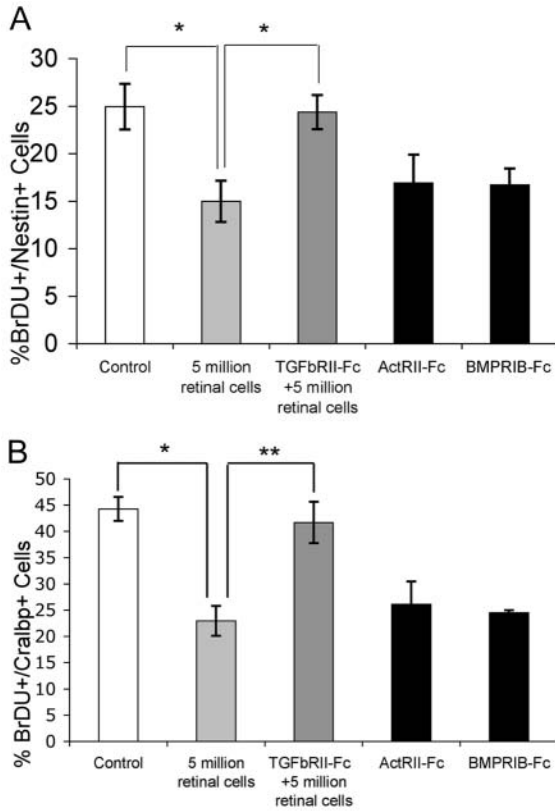 A
* *
30
25
20
15
10
5
0
%BrDU+/Nestin+ Cells
Control
5 million
retinal cells
TGFbRII-Fc
+5 million
retinal cells
ActRII-Fc
BMPRIB-Fc
B
* **
50
45
40
35
30
25
20
15
10
5
0
% BrDU+/Cralbp+ Cells
Control
5 million
retinal cells
TGFbRII-Fc
+5 million
retinal cells
ActRII-Fc
BMPRIB-Fc